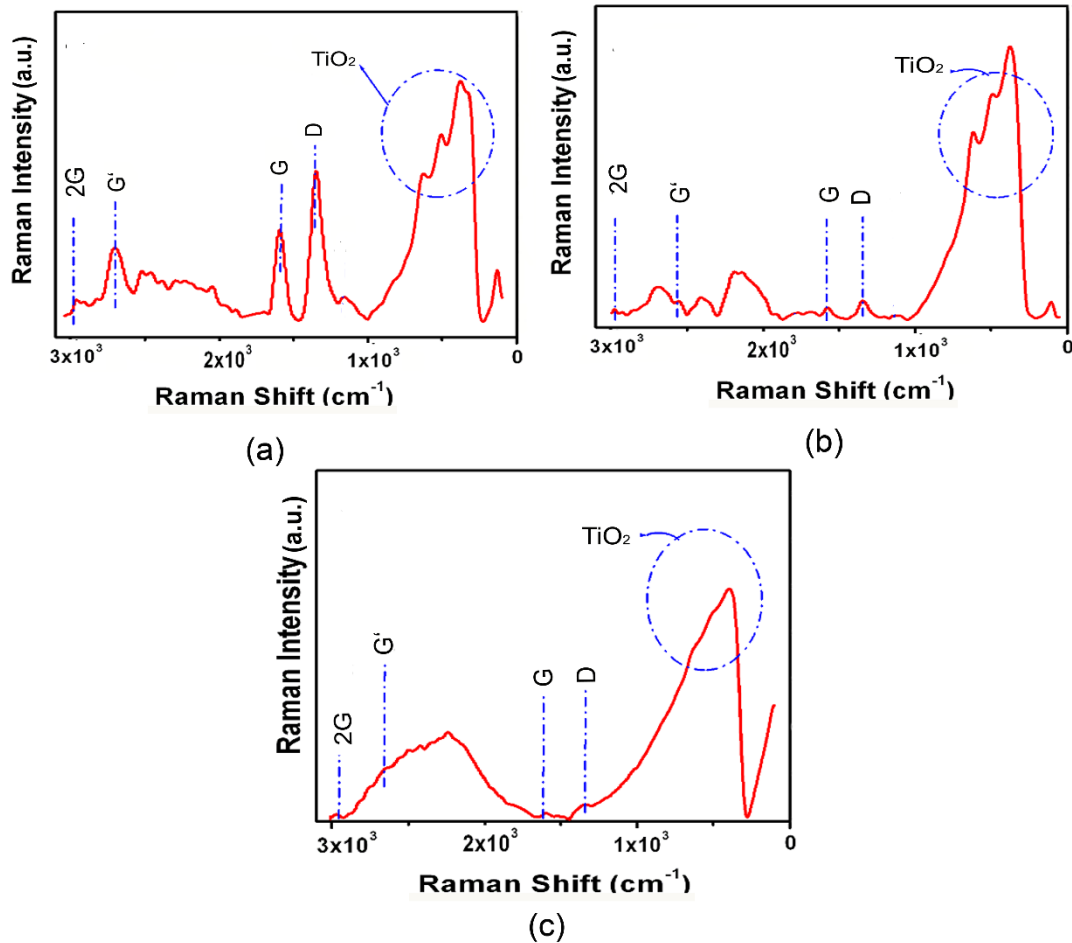 Raman Intensity (a.u.)
2G
G'
G
D
TiO₂
3x10³
2x10³
1x10³
0
Raman Shift (cm⁻¹)
(a)
Raman Intensity (a.u.)
2G
G'
G
D
TiO₂
3x10³
2x10³
1x10³
0
Raman Shift (cm⁻¹)
(b)
Raman Intensity (a.u.)
2G
G'
G
D
TiO₂
3x10³
2x10³
1x10³
0
Raman Shift (cm⁻¹)
(c)